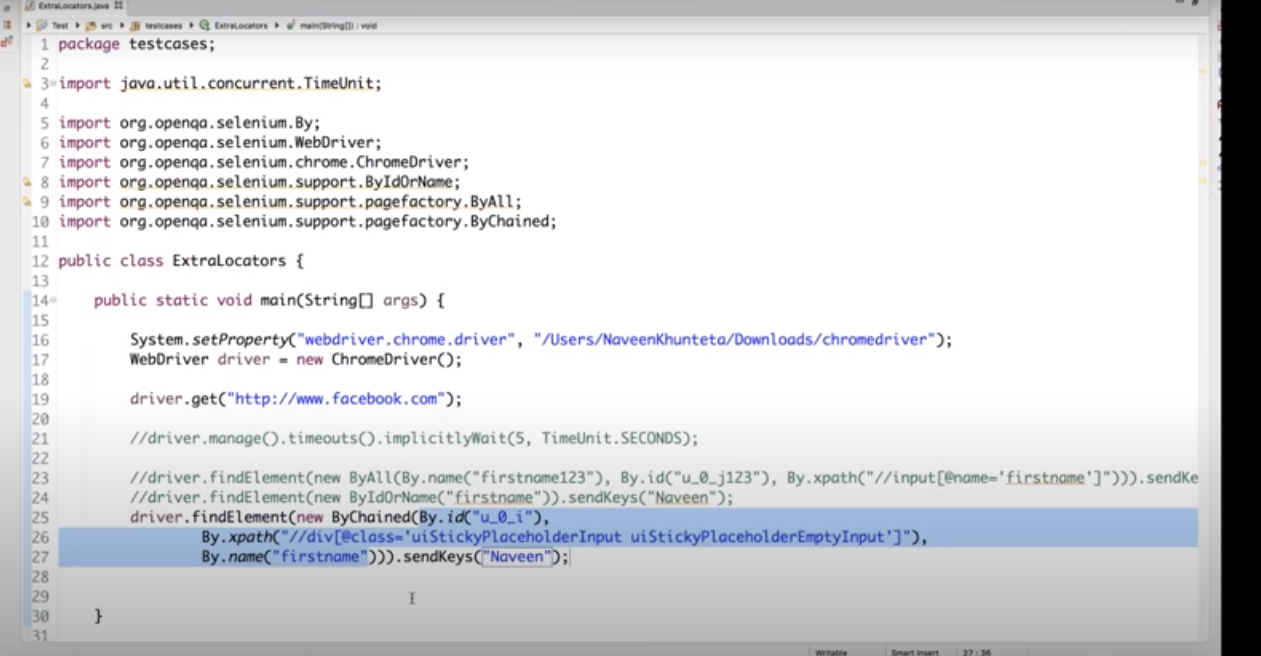 ExtraLocators.java
Test src testcases ExtraLocators main(String[]) : void
1 package testcases;
2
3 import java.util.concurrent.TimeUnit;
4
5 import org.openqa.selenium.By;
6 import org.openqa.selenium.WebDriver;
7 import org.openqa.selenium.chrome.ChromeDriver;
8 import org.openqa.selenium.support.ByIdOrName;
9 import org.openqa.selenium.support.pagefactory.ByAll;
10 import org.openqa.selenium.support.pagefactory.ByChained;
11
12 public class ExtraLocators {
13
14 public static void main(String[] args) {
15
16 System.setProperty("webdriver.chrome.driver", "/Users/NaveenKhunteta/Downloads/chromedriver");
17 WebDriver driver = new ChromeDriver();
18
19 driver.get("http://www.facebook.com");
20
21 //driver.manage().timeouts().implicitlyWait(5, TimeUnit.SECONDS);
22
23 //driver.findElement(new ByAll(By.name("firstname123"), By.id("u_0_j123"), By.xpath("//input[@name='firstname']"))).sendKe
24 //driver.findElement(new ByIdOrName("firstname")).sendKeys("Naveen");
25 driver.findElement(new ByChained(By.id("u_0_i"),
26 By.xpath("//div[@class='uiStickyPlaceholderInput uiStickyPlaceholderEmptyInput']"),
27 By.name("firstname"))).sendKeys("Naveen");
28
29
30 }
31
Writable Smart Insert 27 : 36